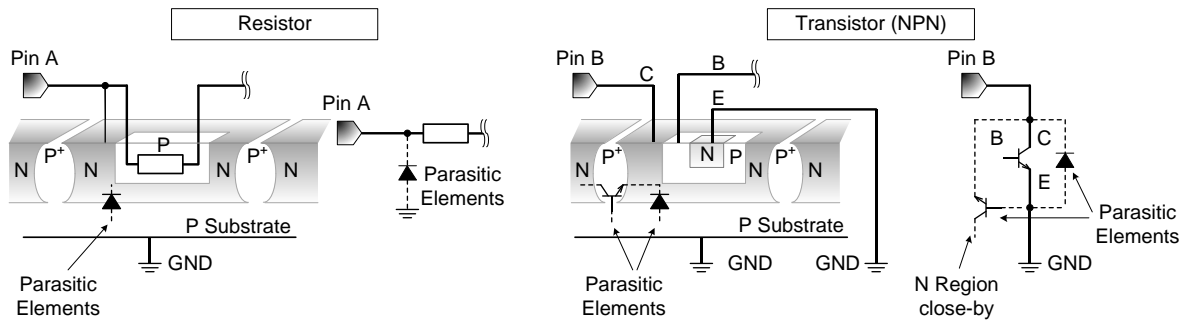 Resistor
Transistor (NPN)
Pin A
Pin A
N
P+
N
P
N
P+
N
Parasitic
Elements
P Substrate
GND
Parasitic
Elements
Pin B
C
B
E
N
P+
N
N
P
N
P+
N
P Substrate
GND
GND
Parasitic
Elements
Pin B
B
C
E
Parasitic
Elements
GND
N Region
close-by